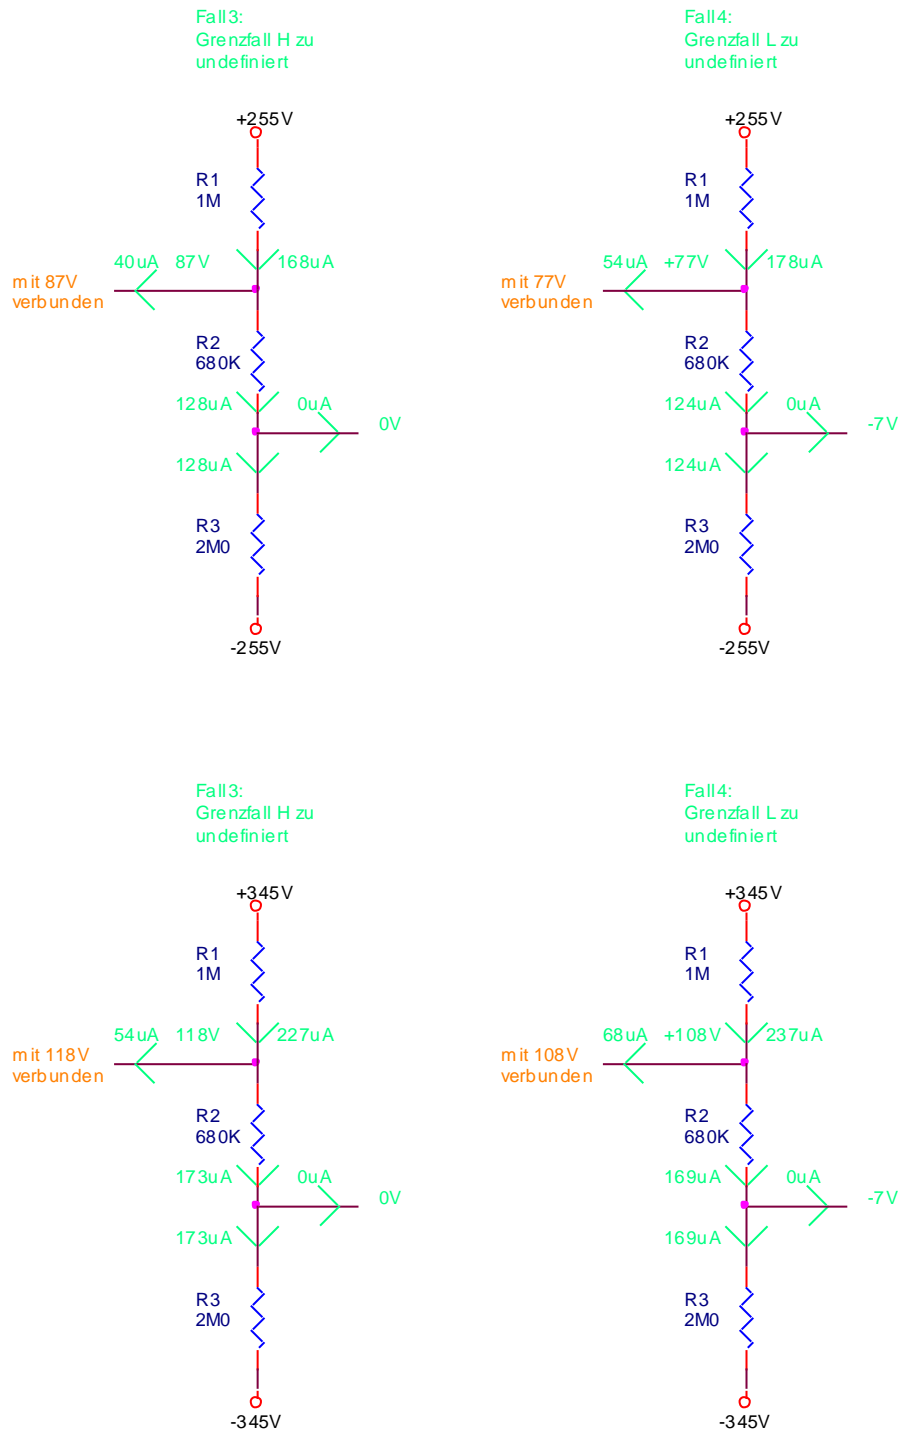 Fall3:
Grenzfall H zu
undefiniert
+255V
R1
1M
40uA 87V 168uA
mit 87V
verbunden
R2
680K
128uA 0uA
0V
128uA
R3
2M0
-255V
Fall4:
Grenzfall L zu
undefiniert
+255V
R1
1M
54uA +77V 178uA
mit 77V
verbunden
R2
680K
124uA 0uA
-7V
124uA
R3
2M0
-255V
Fall3:
Grenzfall H zu
undefiniert
+345V
R1
1M
54uA 118V 227uA
mit 118V
verbunden
R2
680K
173uA 0uA
0V
173uA
R3
2M0
-345V
Fall4:
Grenzfall L zu
undefiniert
+345V
R1
1M
68uA +108V 237uA
mit 108V
verbunden
R2
680K
169uA 0uA
-7V
169uA
R3
2M0
-345V